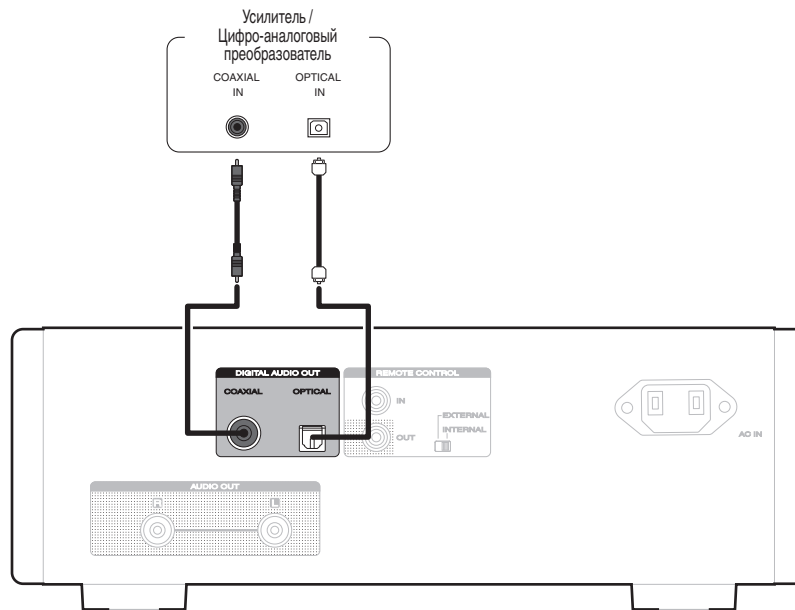 Усилитель /
Цифро-аналоговый
преобразователь
COAXIAL
IN
OPTICAL
IN
DIGITAL AUDIO OUT
COAXIAL
OPTICAL
REMOTE CONTROL
IN
OUT
EXTERNAL
INTERNAL
AC IN
AUDIO OUT
R
L